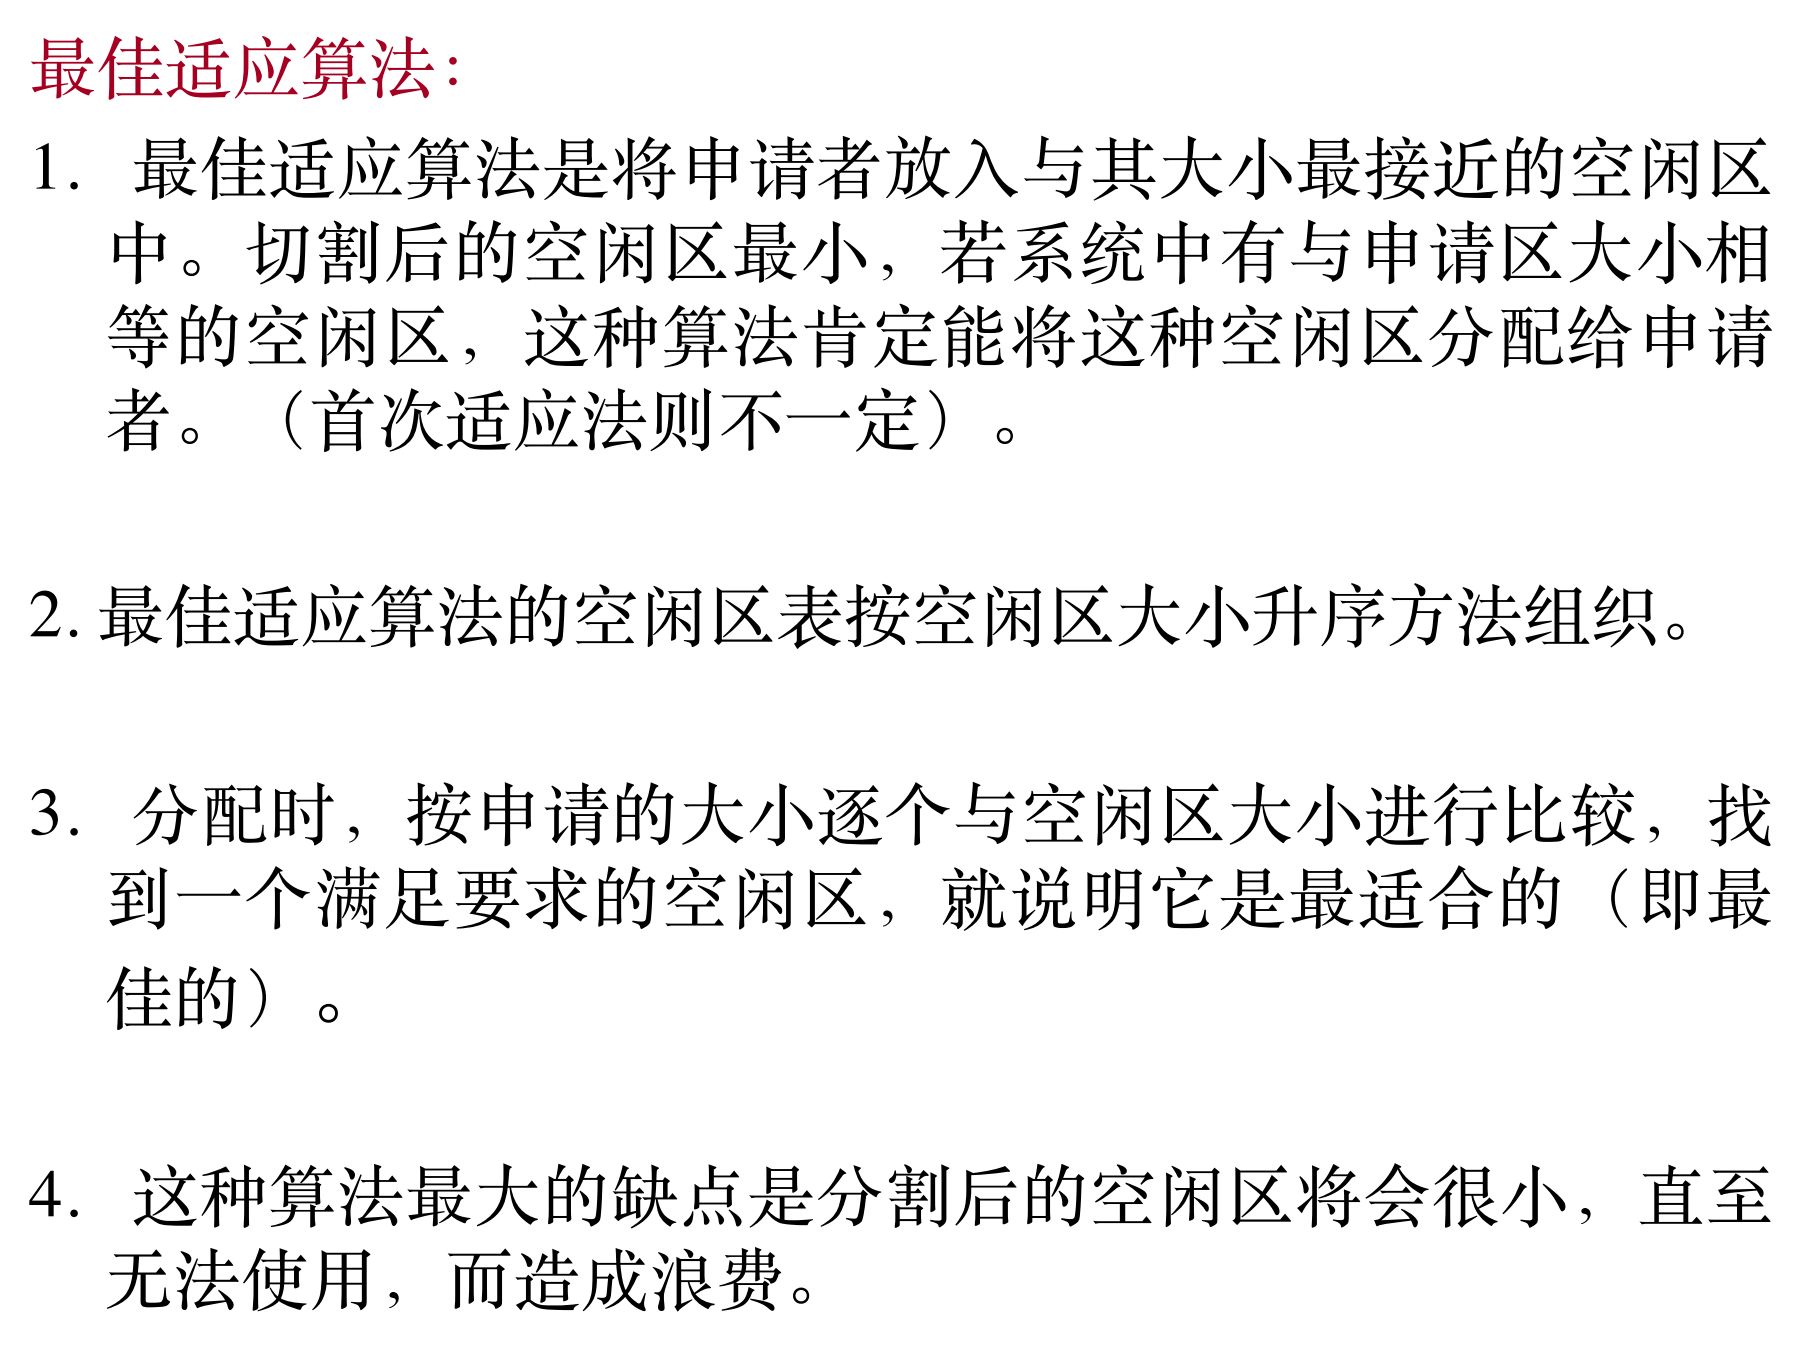 最佳适应算法：
1. 最佳适应算法是将申请者放入与其大小最接近的空闲区
中。切割后的空闲区最小，若系统中有与申请区大小相
等的空闲区，这种算法肯定能将这种空闲区分配给申请
者。（首次适应法则不一定）。
2. 最佳适应算法的空闲区表按空闲区大小升序方法组织。
3. 分配时，按申请的大小逐个与空闲区大小进行比较，找
到一个满足要求的空闲区，就说明它是最适合的（即最
佳的）。
4. 这种算法最大的缺点是分割后的空闲区将会很小，直至
无法使用，而造成浪费。